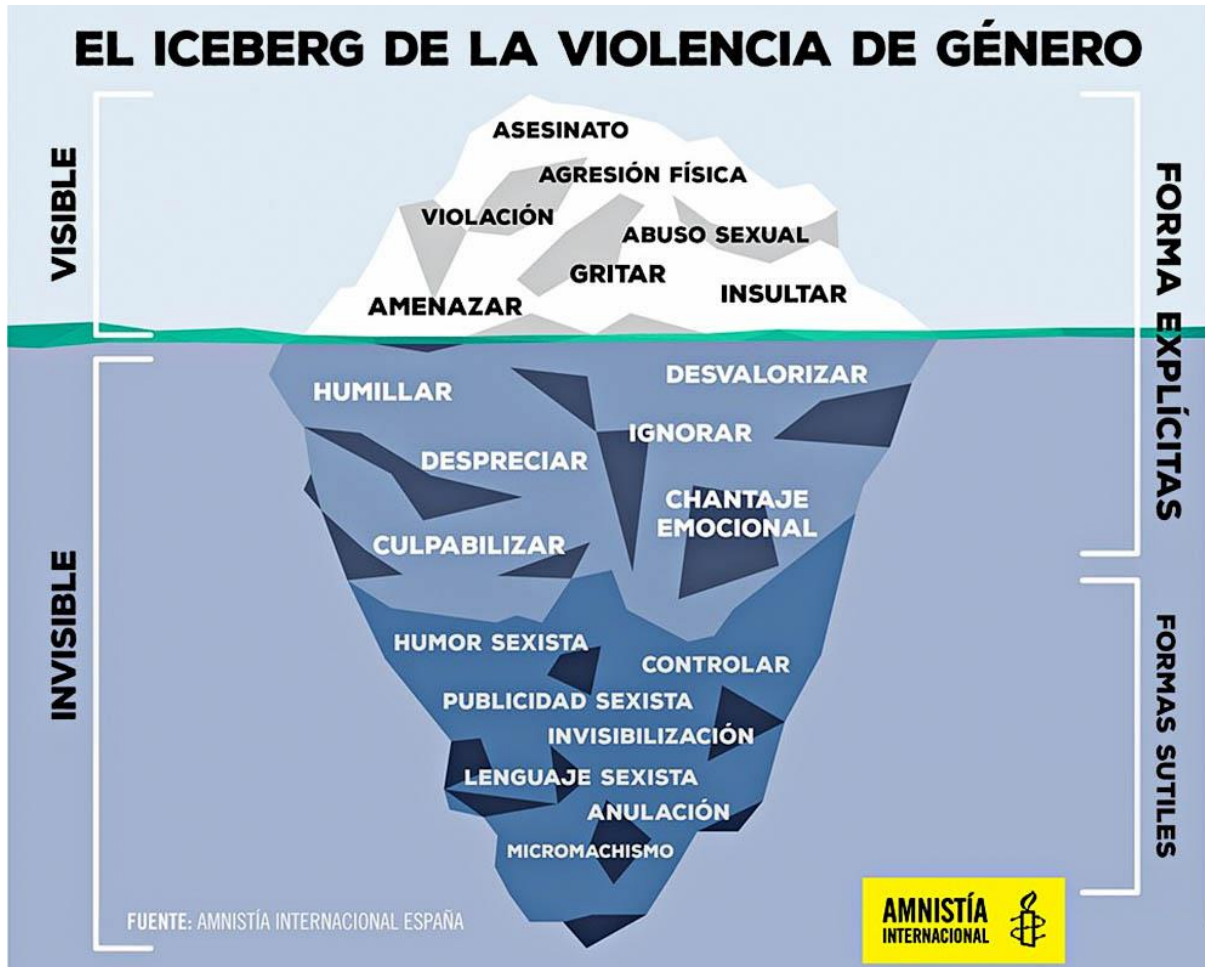 EL ICEBERG DE LA VIOLENCIA DE GÉNERO
VISIBLE
FORMA EXPLÍCITAS
ASESINATO
AGRESIÓN FÍSICA
VIOLACIÓN
ABUSO SEXUAL
GRITAR
AMENAZAR
INSULTAR
INVISIBLE
DESVALORIZAR
HUMILLAR
IGNORAR
DESPRECIAR
CHANTAJE
EMOCIONAL
CULPABILIZAR
FORMAS SUTILES
HUMOR SEXISTA
CONTROLAR
PUBLICIDAD SEXISTA
INVISIBILIZACIÓN
LENGUAJE SEXISTA
ANULACIÓN
MICROMACHISMO
FUENTE: AMNISTÍA INTERNACIONAL ESPAÑA
AMNISTÍA
INTERNACIONAL